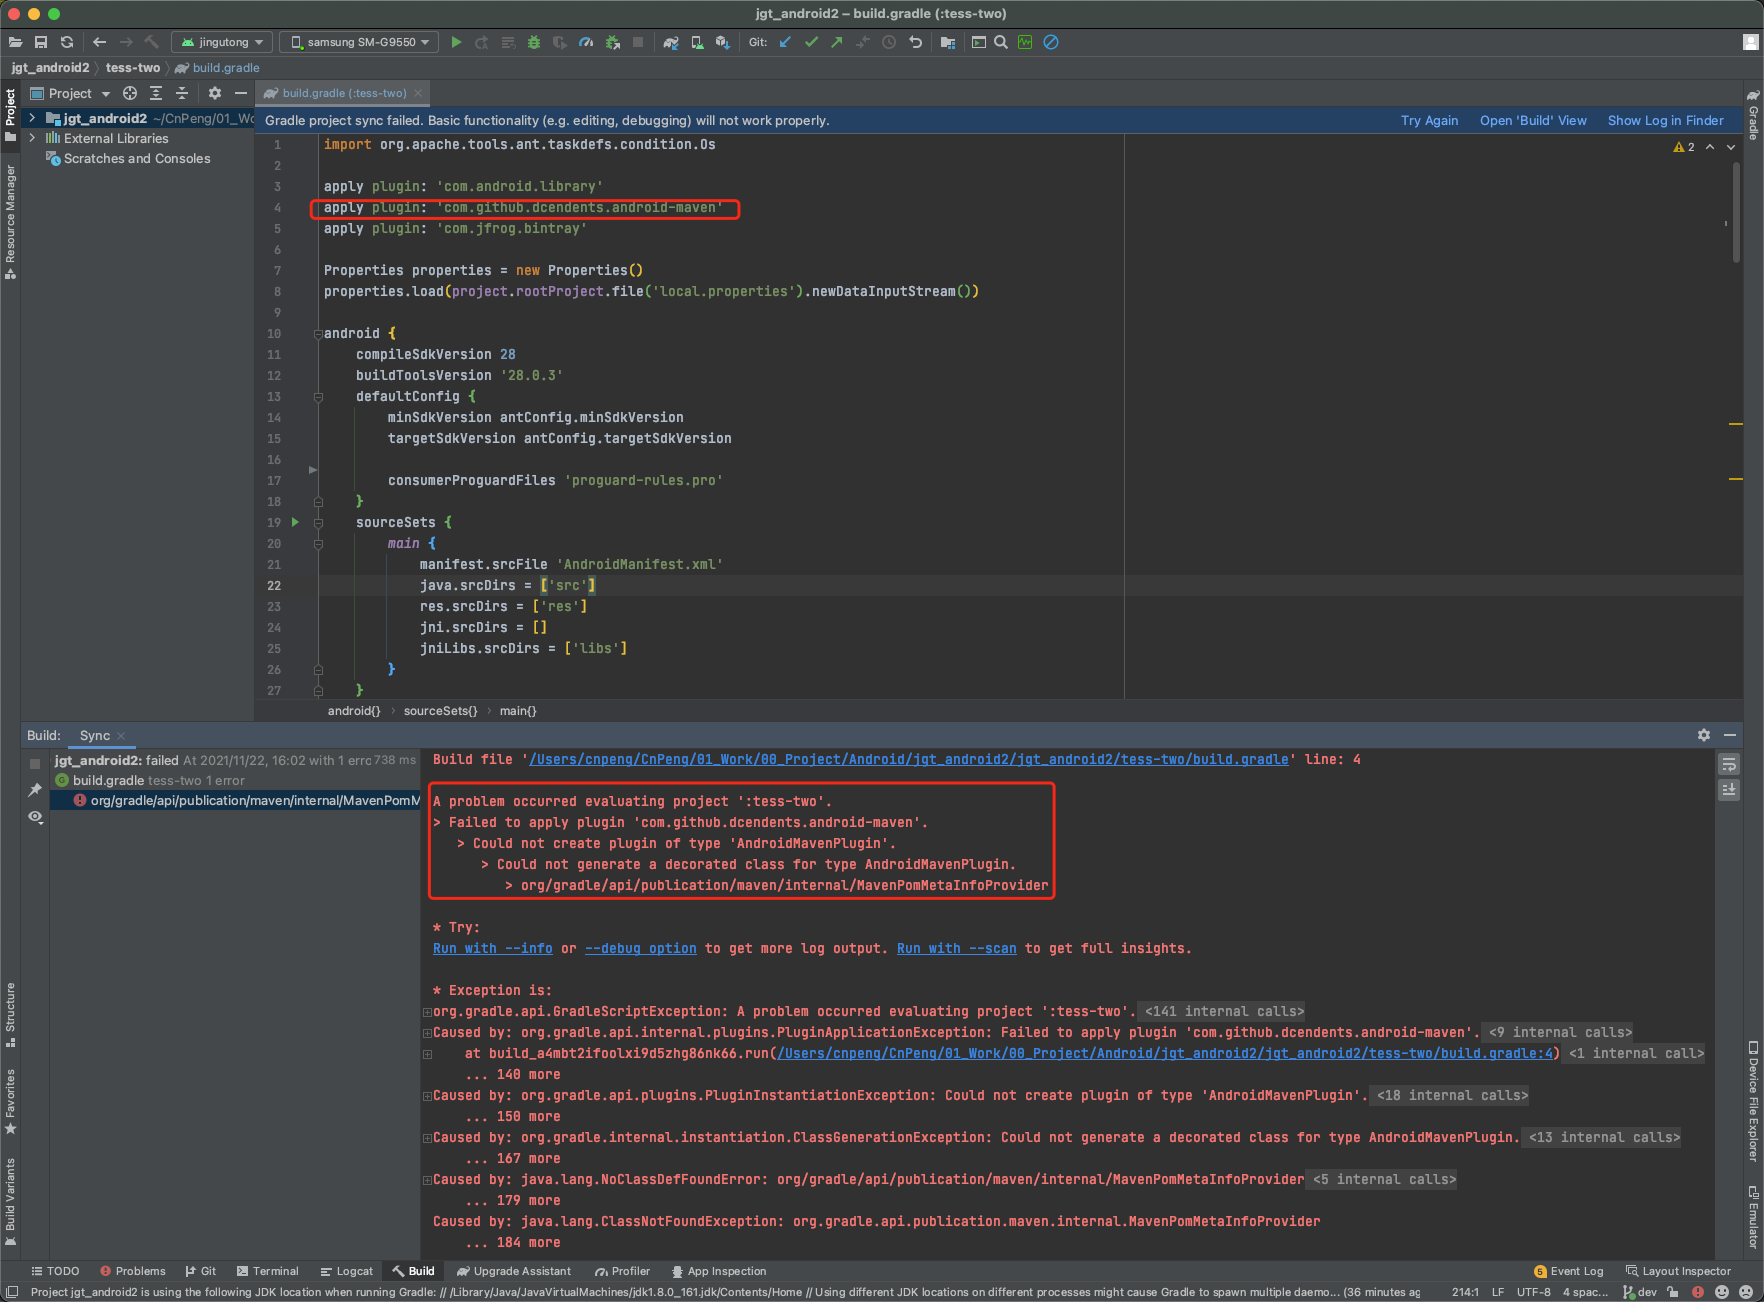 jgt_android2 – build.gradle (:tess-two)
jingutong
samsung SM-G9550
Git:
jgt_android2 tess-two build.gradle
Project
build.gradle (:tess-two)
jgt_android2 ~/CnPeng/01_Wo
External Libraries
Scratches and Consoles
Gradle project sync failed. Basic functionality (e.g. editing, debugging) will not work properly.
Try Again Open 'Build' View Show Log in Finder
2
1 import org.apache.tools.ant.taskdefs.condition.Os
2
3 apply plugin: 'com.android.library'
4 apply plugin: 'com.github.dcendents.android-maven'
5 apply plugin: 'com.jfrog.bintray'
6
7 Properties properties = new Properties()
8 properties.load(project.rootProject.file('local.properties').newDataInputStream())
9
10 android {
11 compileSdkVersion 28
12 buildToolsVersion '28.0.3'
13 defaultConfig {
14 minSdkVersion antConfig.minSdkVersion
15 targetSdkVersion antConfig.targetSdkVersion
16
17 consumerProguardFiles 'proguard-rules.pro'
18 }
19 sourceSets {
20 main {
21 manifest.srcFile 'AndroidManifest.xml'
22 java.srcDirs = ['src']
23 res.srcDirs = ['res']
24 jni.srcDirs = []
25 jniLibs.srcDirs = ['libs']
26 }
27 }
android{} sourceSets{} main{}
Project
Resource Manager
Structure
Favorites
Build Variants
Gradle
Device File Explorer
Emulator
Build: Sync
jgt_android2: failed At 2021/11/22, 16:02 with 1 errc 738 ms
build.gradle tess-two 1 error
org/gradle/api/publication/maven/internal/MavenPomM
Build file '/Users/cnpeng/CnPeng/01_Work/00_Project/Android/jgt_android2/jgt_android2/tess-two/build.gradle' line: 4
A problem occurred evaluating project ':tess-two'.
> Failed to apply plugin 'com.github.dcendents.android-maven'.
> Could not create plugin of type 'AndroidMavenPlugin'.
> Could not generate a decorated class for type AndroidMavenPlugin.
> org/gradle/api/publication/maven/internal/MavenPomMetaInfoProvider
* Try:
Run with --info or --debug option to get more log output. Run with --scan to get full insights.
* Exception is:
org.gradle.api.GradleScriptException: A problem occurred evaluating project ':tess-two'. <141 internal calls>
Caused by: org.gradle.api.internal.plugins.PluginApplicationException: Failed to apply plugin 'com.github.dcendents.android-maven'. <9 internal calls>
at build_a4mbt2ifoolxi9d5zhg86nk66.run(/Users/cnpeng/CnPeng/01_Work/00_Project/Android/jgt_android2/jgt_android2/tess-two/build.gradle:4) <1 internal call>
... 140 more
Caused by: org.gradle.api.plugins.PluginInstantiationException: Could not create plugin of type 'AndroidMavenPlugin'. <18 internal calls>
... 150 more
Caused by: org.gradle.internal.instantiation.ClassGenerationException: Could not generate a decorated class for type AndroidMavenPlugin. <13 internal calls>
... 167 more
Caused by: java.lang.NoClassDefFoundError: org/gradle/api/publication/maven/internal/MavenPomMetaInfoProvider <5 internal calls>
... 179 more
Caused by: java.lang.ClassNotFoundException: org.gradle.api.publication.maven.internal.MavenPomMetaInfoProvider
... 184 more
TODO Problems Git Terminal Logcat Build Upgrade Assistant Profiler App Inspection 5 Event Log Layout Inspector
Project jgt_android2 is using the following JDK location when running Gradle: // /Library/Java/JavaVirtualMachines/jdk1.8.0_161.jdk/Contents/Home // Using different JDK locations on different processes might cause Gradle to spawn multiple daemo... (36 minutes ag 214:1 LF UTF-8 4 spac... dev